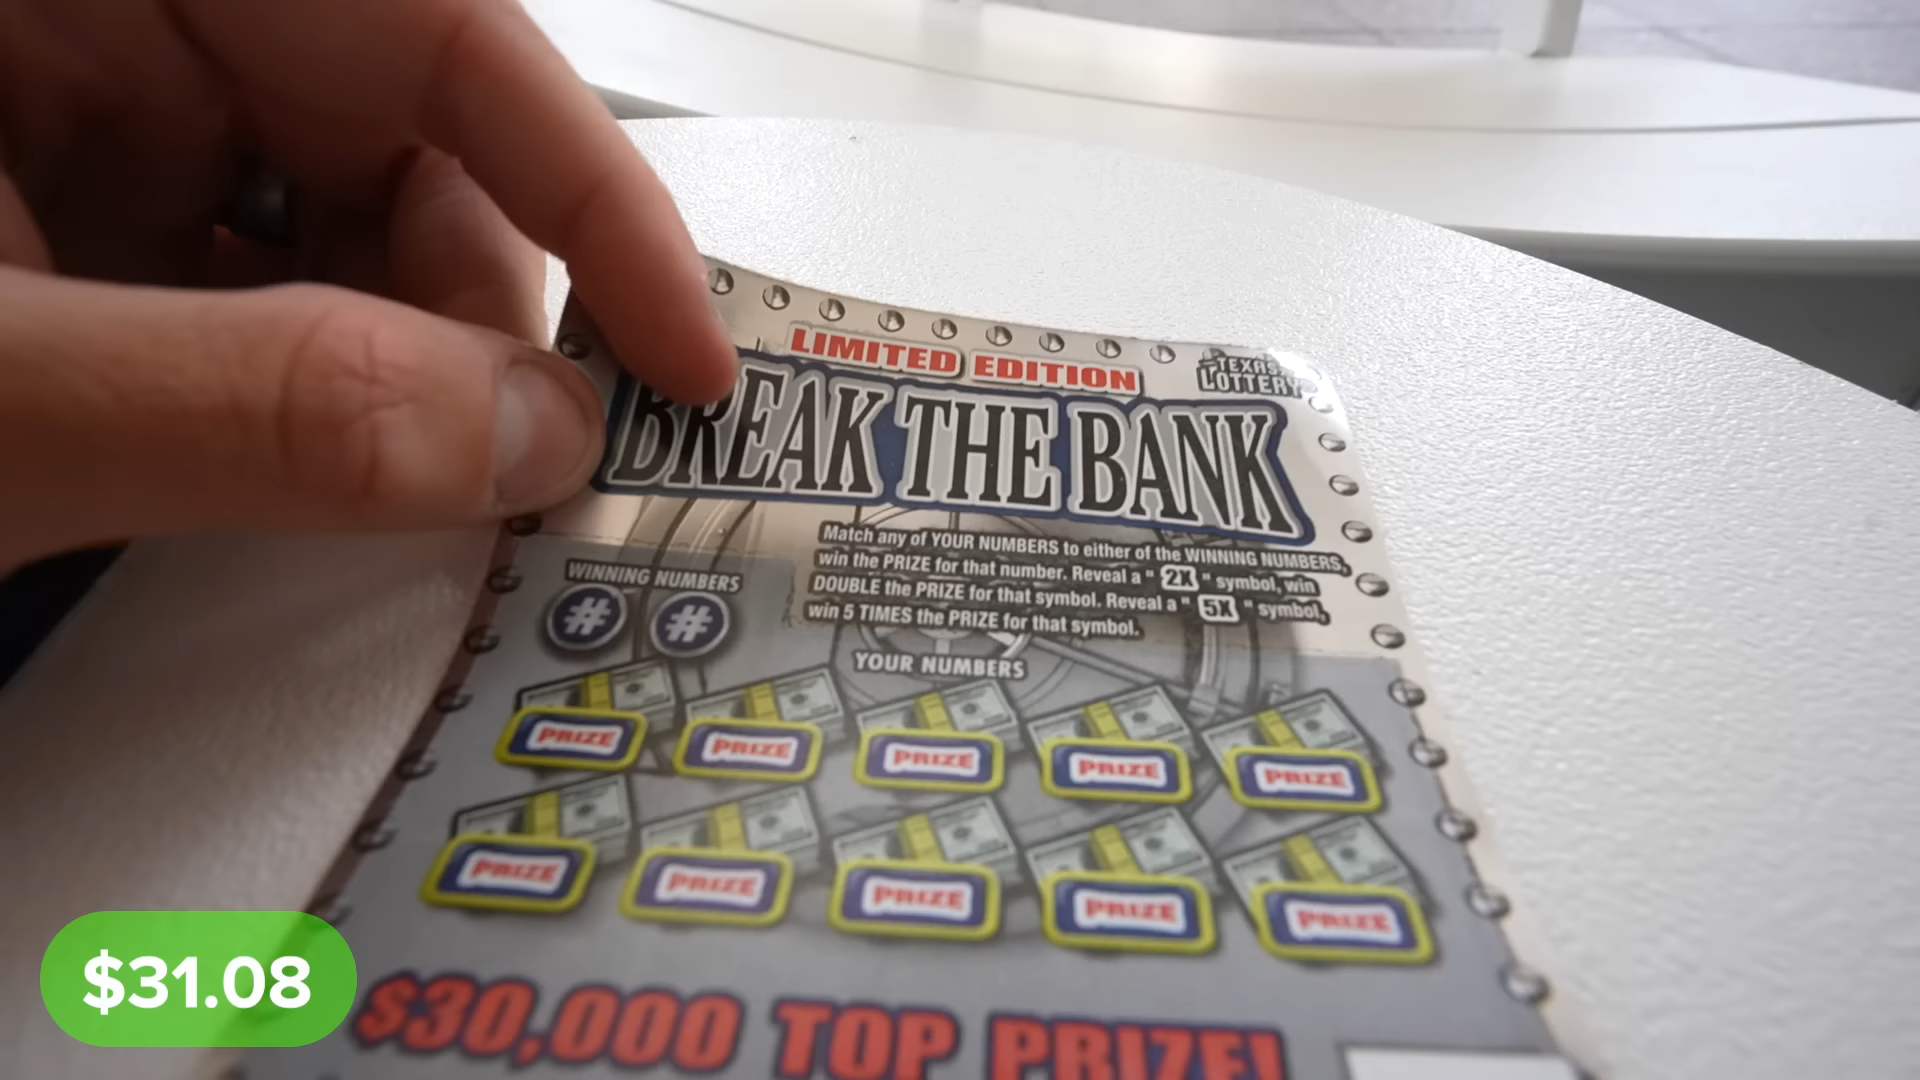 LIMITED EDITION
TEXAS
LOTTERY
BREAK THE BANK
Match any of YOUR NUMBERS to either of the WINNING NUMBERS,
win the PRIZE for that number. Reveal a "2X" symbol, win
DOUBLE the PRIZE for that symbol. Reveal a "5X" symbol,
win 5 TIMES the PRIZE for that symbol.
WINNING NUMBERS
# #
YOUR NUMBERS
PRIZE PRIZE PRIZE PRIZE PRIZE
PRIZE PRIZE PRIZE PRIZE PRIZE
$31.08
$30,000 TOP PRIZE!